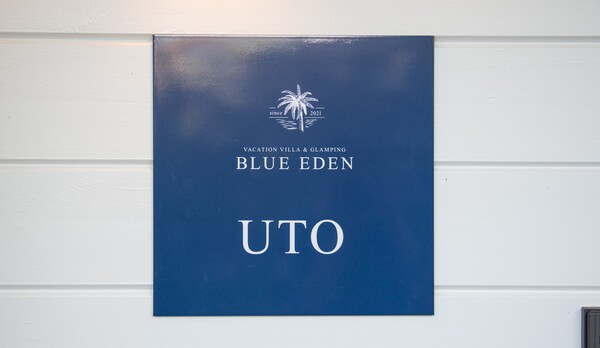 since 2021
VACATION VILLA & GLAMPING
BLUE EDEN
UTO